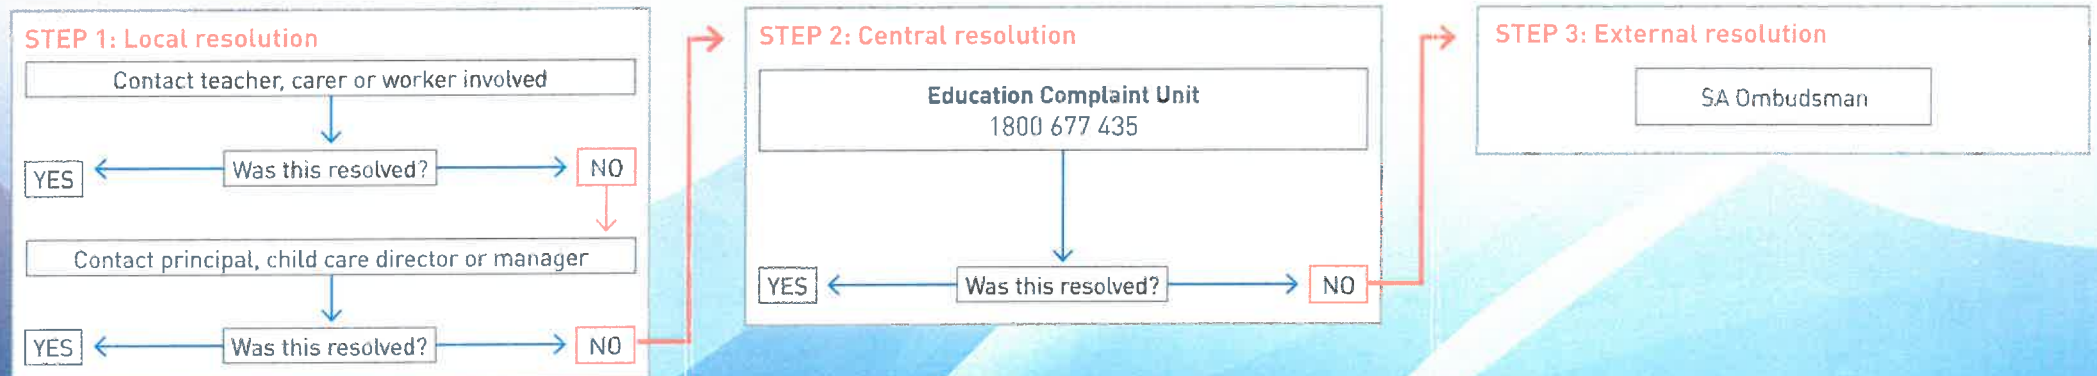 STEP 1: Local resolution
Contact teacher, carer or worker involved
Was this resolved?
YES
NO
Contact principal, child care director or manager
Was this resolved?
YES
NO
STEP 2: Central resolution
Education Complaint Unit
1800 677 435
Was this resolved?
YES
NO
STEP 3: External resolution
SA Ombudsman